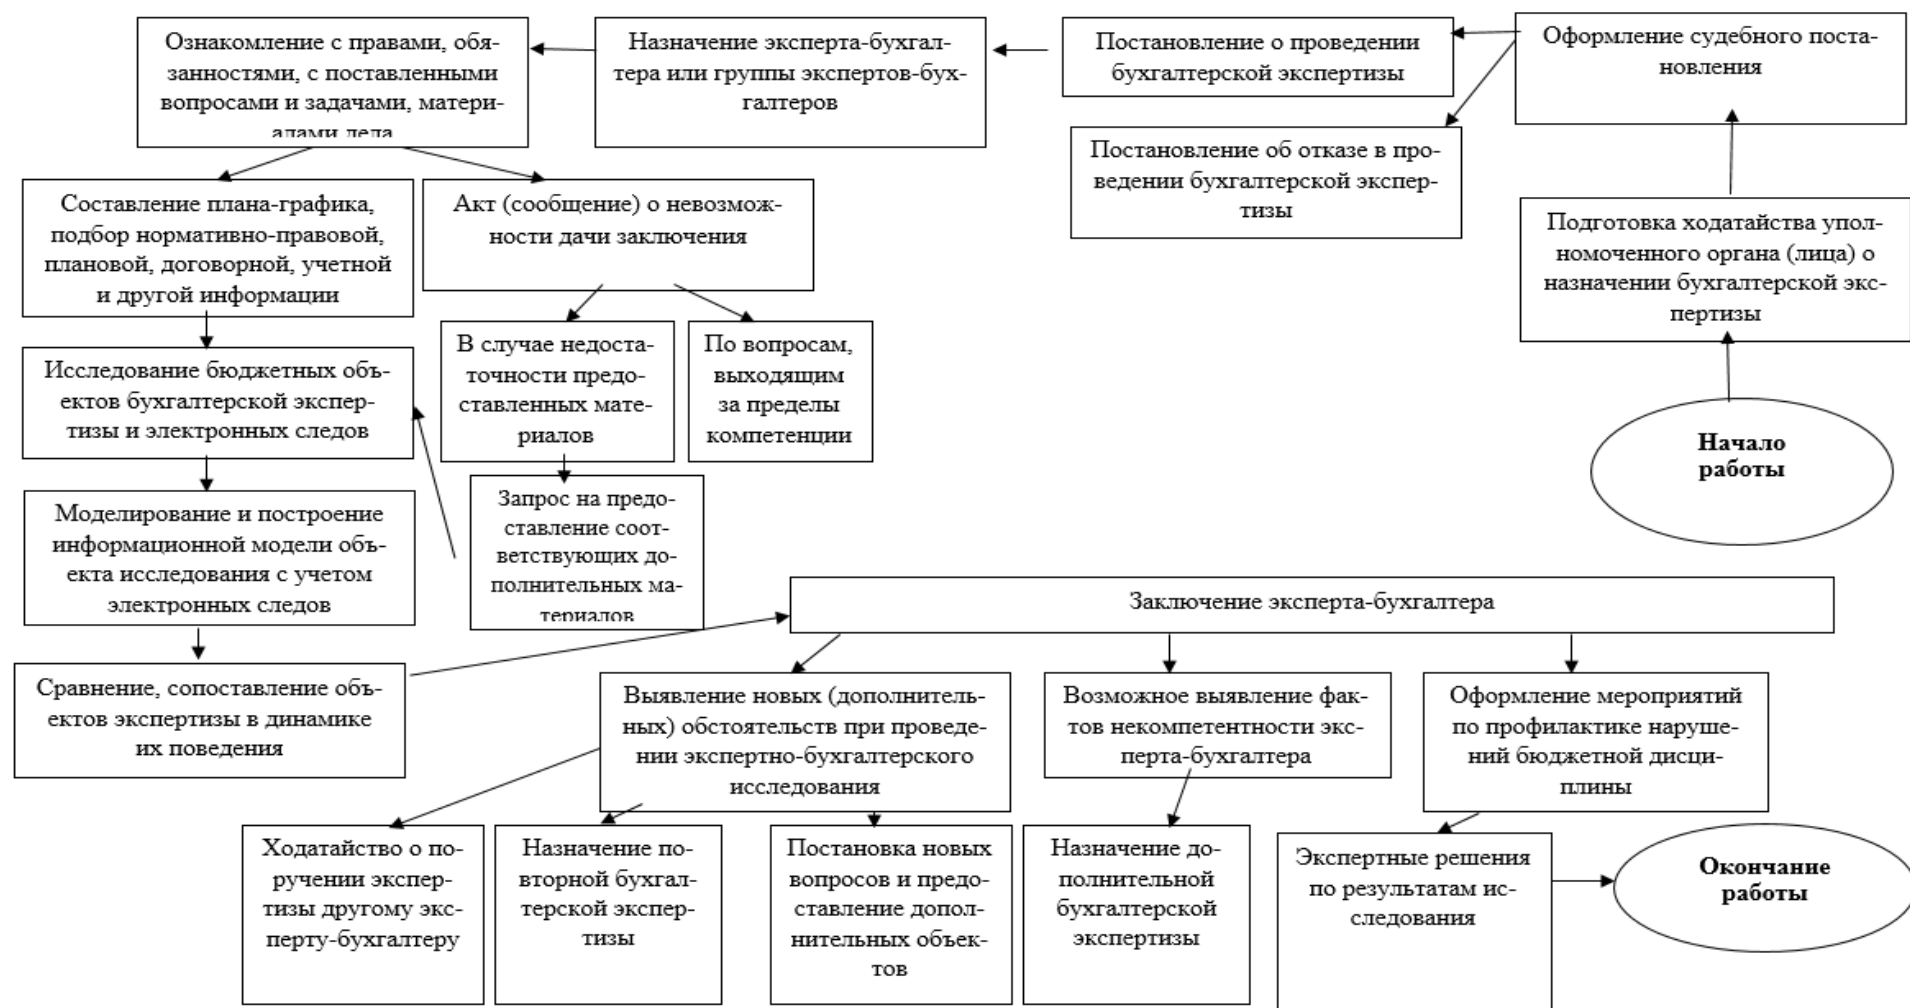 Ознакомление с правами, обя-
занностями, с поставленными
вопросами и задачами, матери-
алами дела
Назначение эксперта-бухгал-
тера или группы экспертов-бух-
галтеров
Постановление о проведении
бухгалтерской экспертизы
Оформление судебного поста-
новления
Постановление об отказе в про-
ведении бухгалтерской экспер-
тизы
Составление плана-графика,
подбор нормативно-правовой,
плановой, договорной, учетной
и другой информации
Акт (сообщение) о невозмож-
ности дачи заключения
Подготовка ходатайства упол-
номоченного органа (лица) о
назначении бухгалтерской экс-
пертизы
Исследование бюджетных объ-
ектов бухгалтерской экспер-
тизы и электронных следов
В случае недоста-
точности предо-
ставленных мате-
риалов
По вопросам,
выходящим
за пределы
компетенции
Начало
работы
Моделирование и построение
информационной модели объ-
екта исследования с учетом
электронных следов
Запрос на предо-
ставление соот-
ветствующих до-
полнительных ма-
териалов
Заключение эксперта-бухгалтера
Сравнение, сопоставление объ-
ектов экспертизы в динамике
их поведения
Выявление новых (дополнитель-
ных) обстоятельств при проведе-
нии экспертно-бухгалтерского
исследования
Возможное выявление фак-
тов некомпетентности экс-
перта-бухгалтера
Оформление мероприятий
по профилактике наруше-
ний бюджетной дисци-
плины
Ходатайство о по-
ручении экспер-
тизы другому экс-
перту-бухгалтеру
Назначение по-
вторной бухгал-
терской экспер-
тизы
Постановка новых
вопросов и предо-
ставление допол-
нительных объек-
тов
Назначение до-
полнительной
бухгалтерской
экспертизы
Экспертные решения
по результатам ис-
следования
Окончание
работы